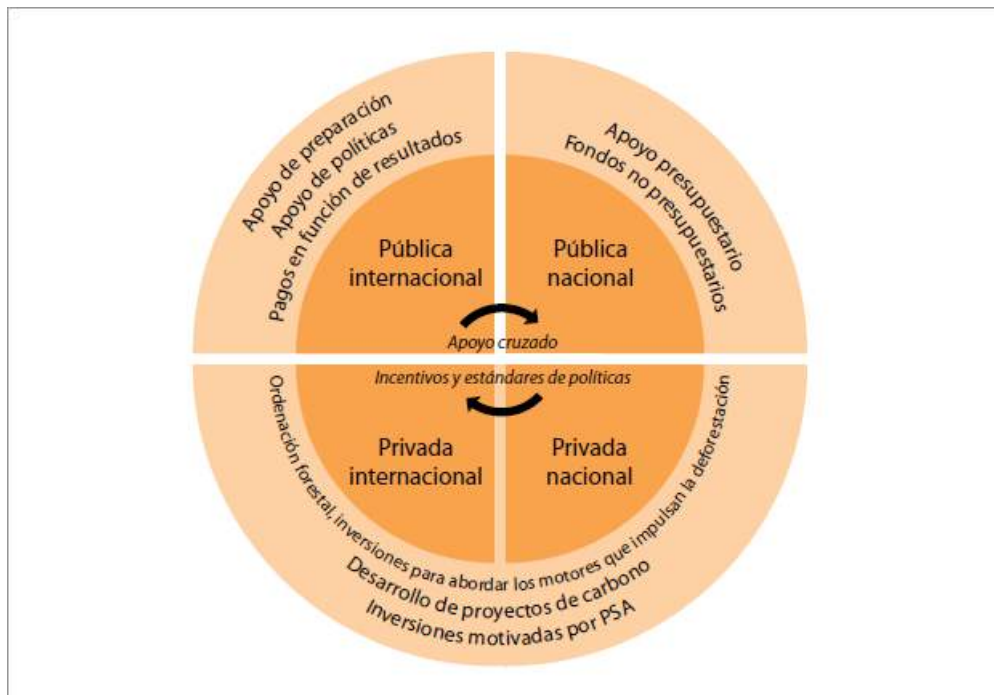 Apoyo de preparación
Apoyo de políticas
Pagos en función de resultados
Apoyo presupuestario
Fondos no presupuestarios
Pública
internacional
Pública
nacional
Apoyo cruzado
Incentivos y estándares de políticas
Privada
internacional
Privada
nacional
Ordenación forestal, inversiones para abordar los motores que impulsan la deforestación
Desarrollo de proyectos de carbono
Inversiones motivadas por PSA